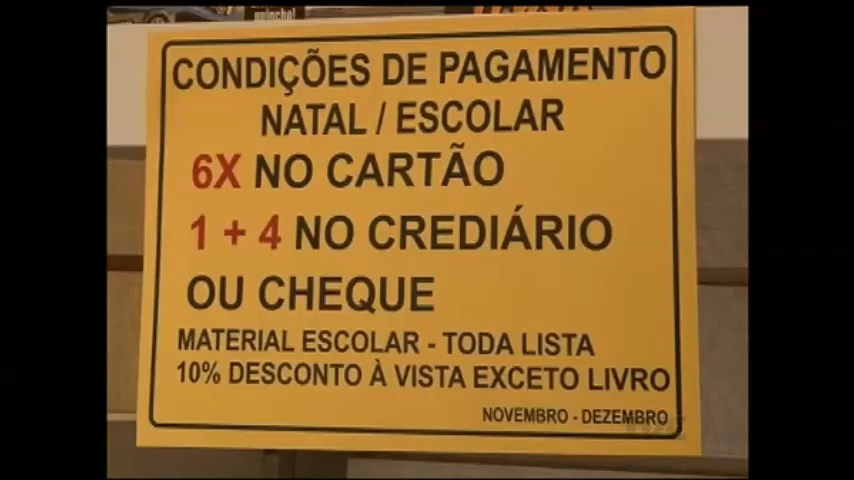 CONDIÇÕES DE PAGAMENTO
NATAL / ESCOLAR
6X NO CARTÃO
1 + 4 NO CREDIÁRIO
OU CHEQUE
MATERIAL ESCOLAR - TODA LISTA
10% DESCONTO À VISTA EXCETO LIVRO
NOVEMBRO - DEZEMBRO